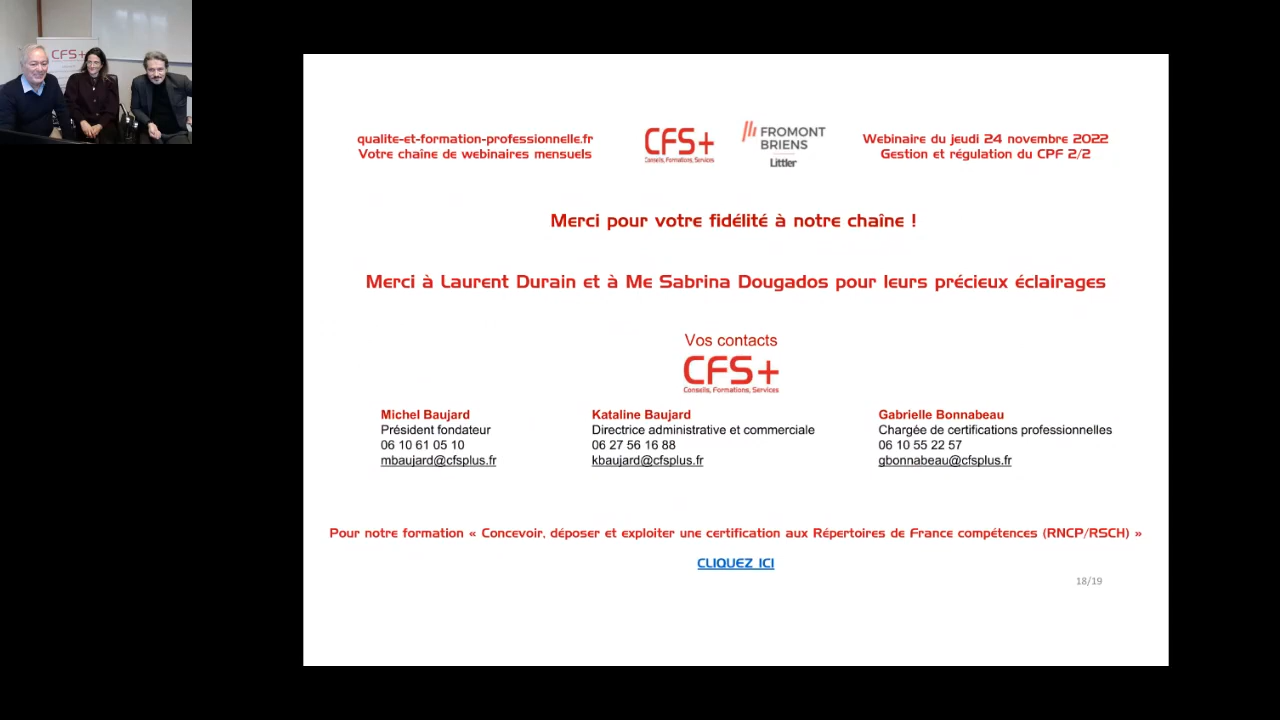 CFS+
qualite-et-formation-professionnelle.fr
Votre chaîne de webinaires mensuels
CFS+
Conseils, Formations, Services
FROMONT
BRIENS
Littler
Webinaire du jeudi 24 novembre 2022
Gestion et régulation du CPF 2/2
Merci pour votre fidélité à notre chaîne !
Merci à Laurent Durain et à Me Sabrina Dougados pour leurs précieux éclairages
Vos contacts
CFS+
Conseils, Formations, Services
Michel Baujard
Président fondateur
06 10 61 05 10
mbaujard@cfsplus.fr
Kataline Baujard
Directrice administrative et commerciale
06 27 56 16 88
kbaujard@cfsplus.fr
Gabrielle Bonnabeau
Chargée de certifications professionnelles
06 10 55 22 57
gbonnabeau@cfsplus.fr
Pour notre formation « Concevoir, déposer et exploiter une certification aux Répertoires de France compétences (RNCP/RSCH) »
CLIQUEZ ICI
18/19